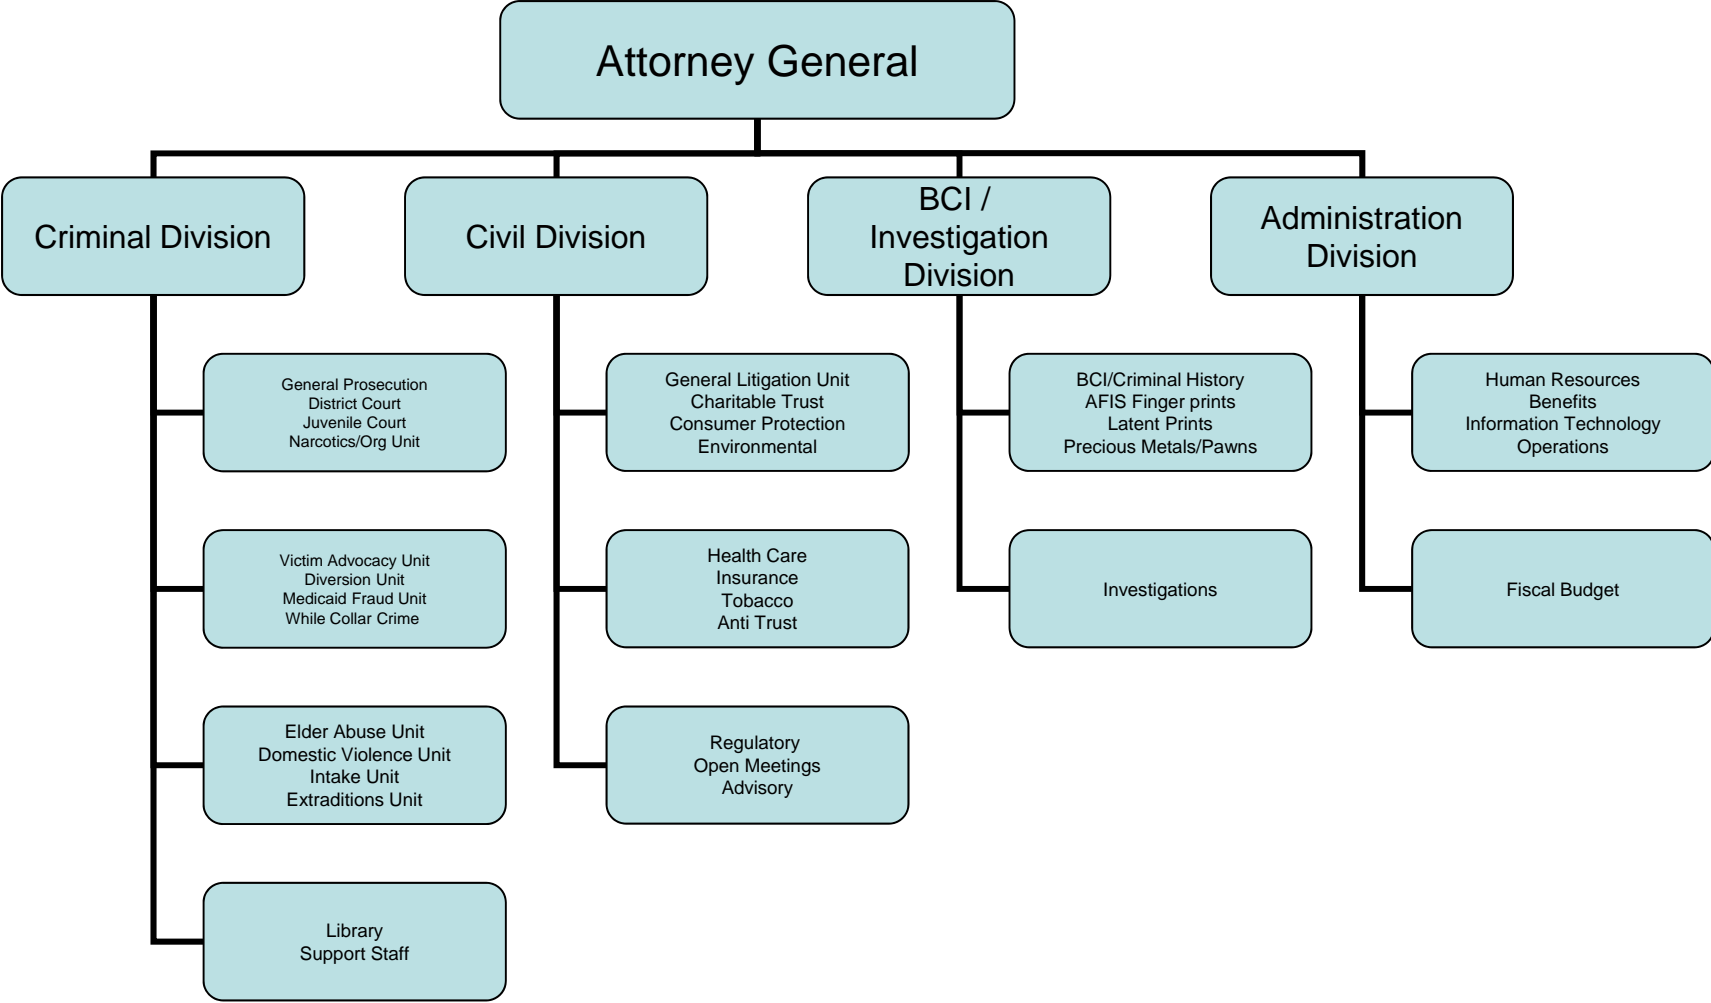 Attorney General
Criminal Division
Civil Division
BCI /
Investigation
Division
Administration
Division
General Prosecution
District Court
Juvenile Court
Narcotics/Org Unit
General Litigation Unit
Charitable Trust
Consumer Protection
Environmental
BCI/Criminal History
AFIS Finger prints
Latent Prints
Precious Metals/Pawns
Human Resources
Benefits
Information Technology
Operations
Victim Advocacy Unit
Diversion Unit
Medicaid Fraud Unit
While Collar Crime
Health Care
Insurance
Tobacco
Anti Trust
Investigations
Fiscal Budget
Elder Abuse Unit
Domestic Violence Unit
Intake Unit
Extraditions Unit
Regulatory
Open Meetings
Advisory
Library
Support Staff